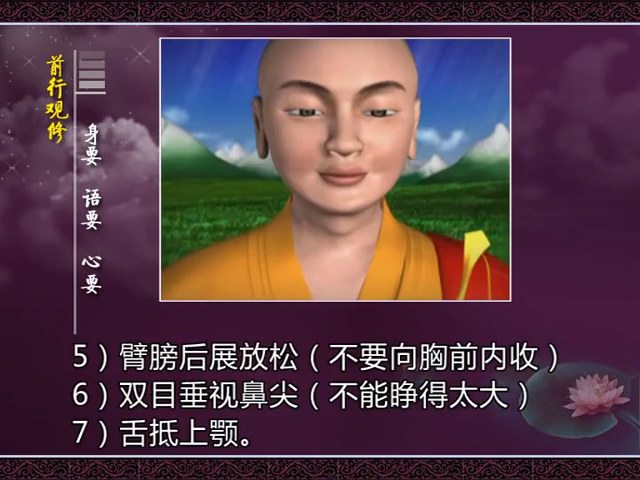 前行观修
身要 语要 心要
5）臂膀后展放松（不要向胸前内收）
6）双目垂视鼻尖（不能睁得太大）
7）舌抵上颚。